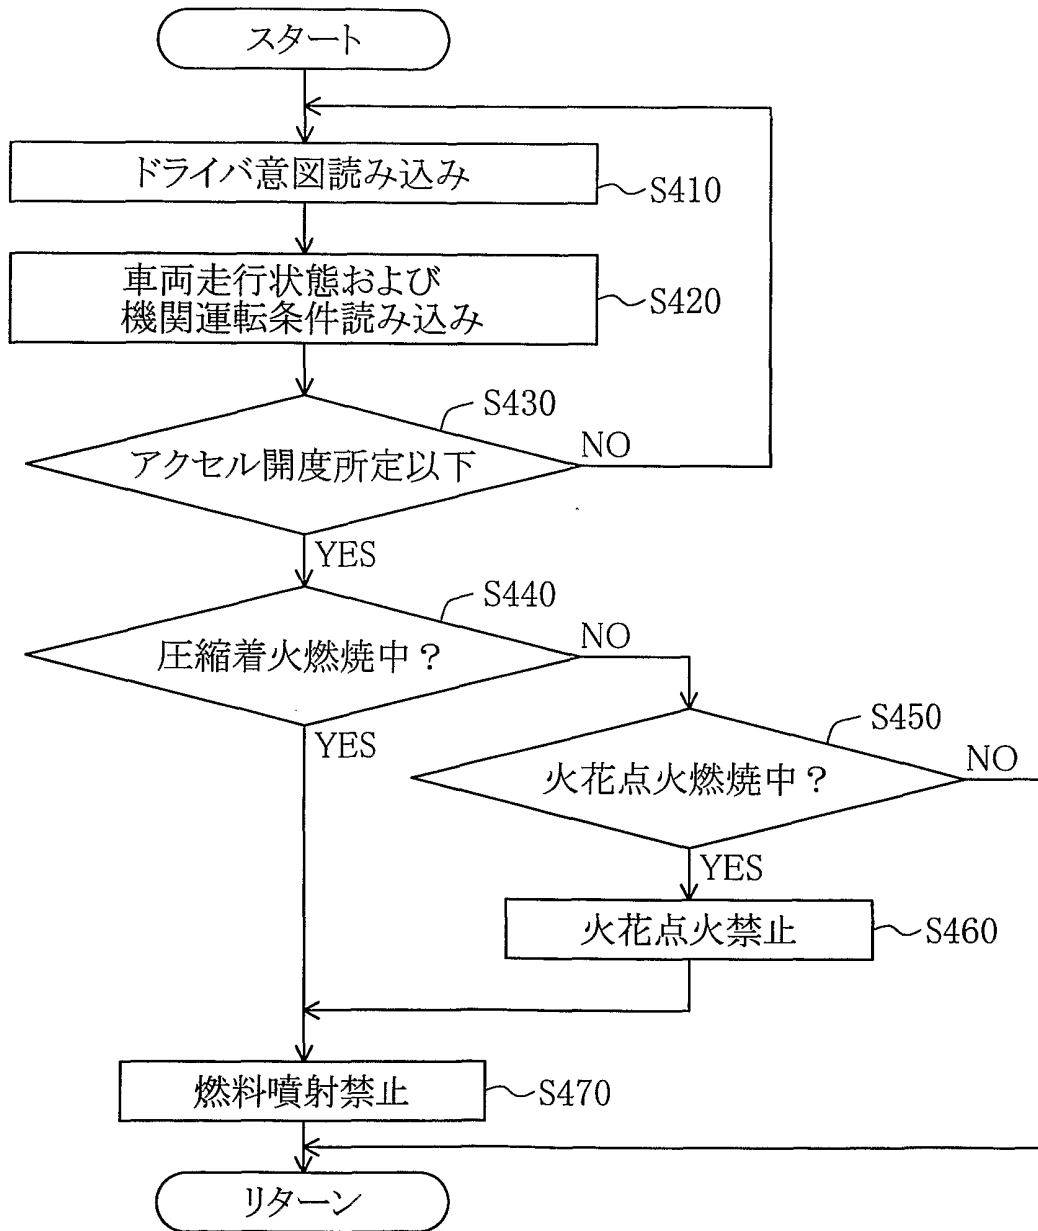 スタート
ドライバ意図読み込み
S410
車両走行状態および
機関運転条件読み込み
S420
S430
アクセル開度所定以下
NO
YES
S440
圧縮着火燃焼中?
NO
YES
S450
火花点火燃焼中?
NO
YES
火花点火禁止
S460
燃料噴射禁止
S470
リターン